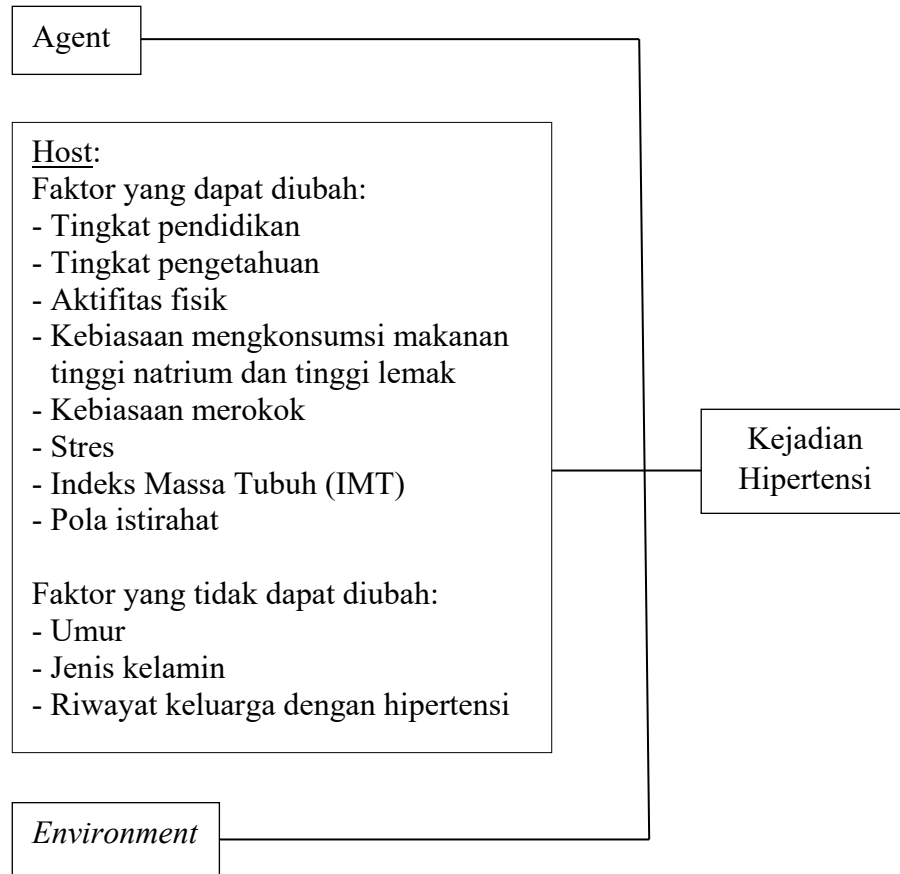 Agent
Host:
Faktor yang dapat diubah:
- Tingkat pendidikan
- Tingkat pengetahuan
- Aktifitas fisik
- Kebiasaan mengkonsumsi makanan
tinggi natrium dan tinggi lemak
- Kebiasaan merokok
- Stres
- Indeks Massa Tubuh (IMT)
- Pola istirahat
Faktor yang tidak dapat diubah:
- Umur
- Jenis kelamin
- Riwayat keluarga dengan hipertensi
Kejadian
Hipertensi
Environment